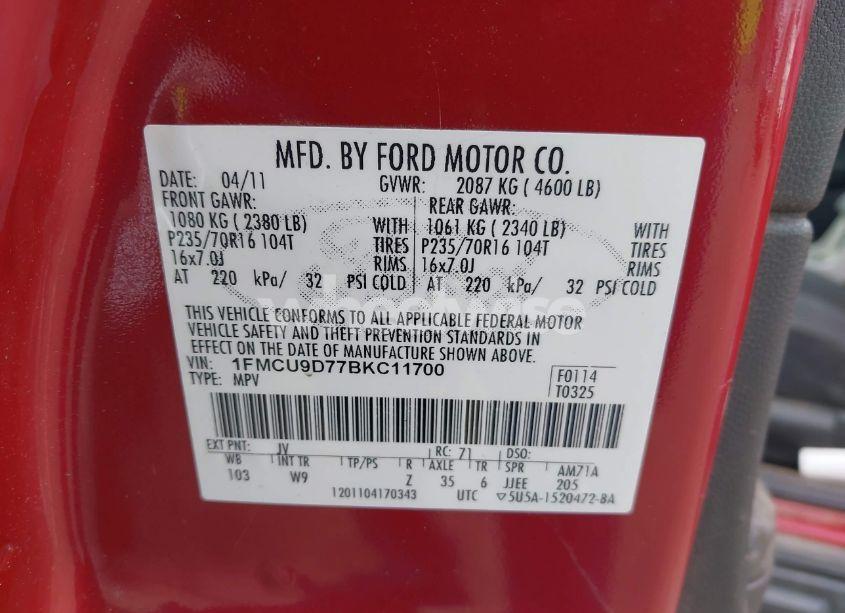 MFD. BY FORD MOTOR CO.
DATE: 04/11 GVWR: 2087 KG ( 4600 LB)
FRONT GAWR: REAR GAWR:
1080 KG ( 2380 LB) WITH 1061 KG ( 2340 LB) WITH
P235/70R16 104T TIRES P235/70R16 104T TIRES
16x7.0J RIMS 16x7.0J RIMS
AT 220 kPa/ 32 PSI COLD AT 220 kPa/ 32 PSI COLD
THIS VEHICLE CONFORMS TO ALL APPLICABLE FEDERAL MOTOR
VEHICLE SAFETY AND THEFT PREVENTION STANDARDS IN
EFFECT ON THE DATE OF MANUFACTURE SHOWN ABOVE.
VIN: 1FMCU9D77BKC11700
TYPE: MPV
F0114
T0325
EXT PNT: JV RC: 71 DSO:
WB INT TR TP/PS R AXLE TR SPR AM71A
103 W9 Z 35 6 JJEE 205
1201104170343 UTC ▽5U5A-1520472-BA